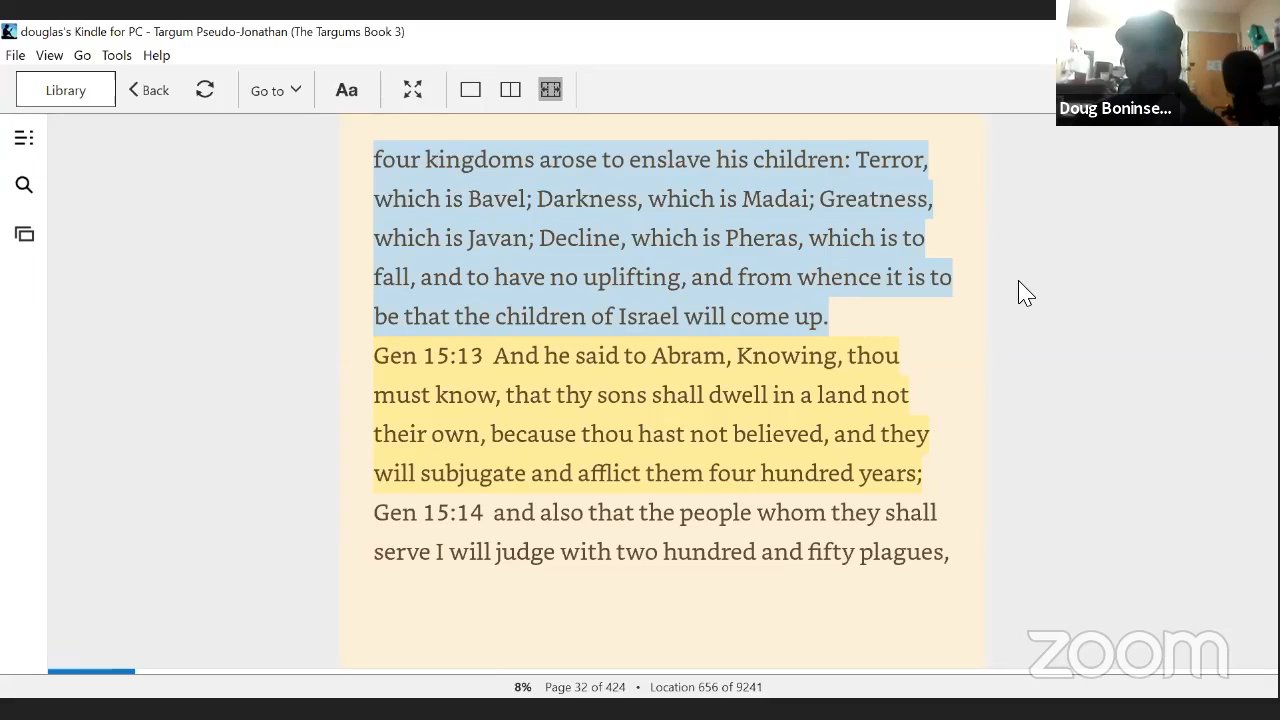 douglas's Kindle for PC - Targum Pseudo-Jonathan (The Targums Book 3)
File View Go Tools Help
Library Back Go to Aa
Doug Boninse...
four kingdoms arose to enslave his children: Terror,
which is Bavel; Darkness, which is Madai; Greatness,
which is Javan; Decline, which is Pheras, which is to
fall, and to have no uplifting, and from whence it is to
be that the children of Israel will come up.
Gen 15:13 And he said to Abram, Knowing, thou
must know, that thy sons shall dwell in a land not
their own, because thou hast not believed, and they
will subjugate and afflict them four hundred years;
Gen 15:14 and also that the people whom they shall
serve I will judge with two hundred and fifty plagues,
zoom
8% Page 32 of 424 • Location 656 of 9241